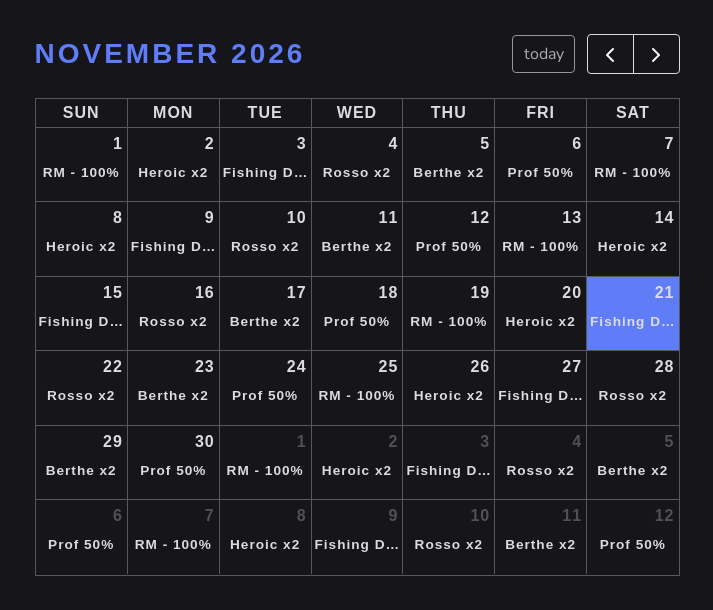 NOVEMBER 2026 today
SUN MON TUE WED THU FRI SAT
1 2 3 4 5 6 7
RM - 100% Heroic x2 Fishing D... Rosso x2 Berthe x2 Prof 50% RM - 100%
8 9 10 11 12 13 14
Heroic x2 Fishing D... Rosso x2 Berthe x2 Prof 50% RM - 100% Heroic x2
15 16 17 18 19 20 21
Fishing D... Rosso x2 Berthe x2 Prof 50% RM - 100% Heroic x2 Fishing D...
22 23 24 25 26 27 28
Rosso x2 Berthe x2 Prof 50% RM - 100% Heroic x2 Fishing D... Rosso x2
29 30 1 2 3 4 5
Berthe x2 Prof 50% RM - 100% Heroic x2 Fishing D... Rosso x2 Berthe x2
6 7 8 9 10 11 12
Prof 50% RM - 100% Heroic x2 Fishing D... Rosso x2 Berthe x2 Prof 50%